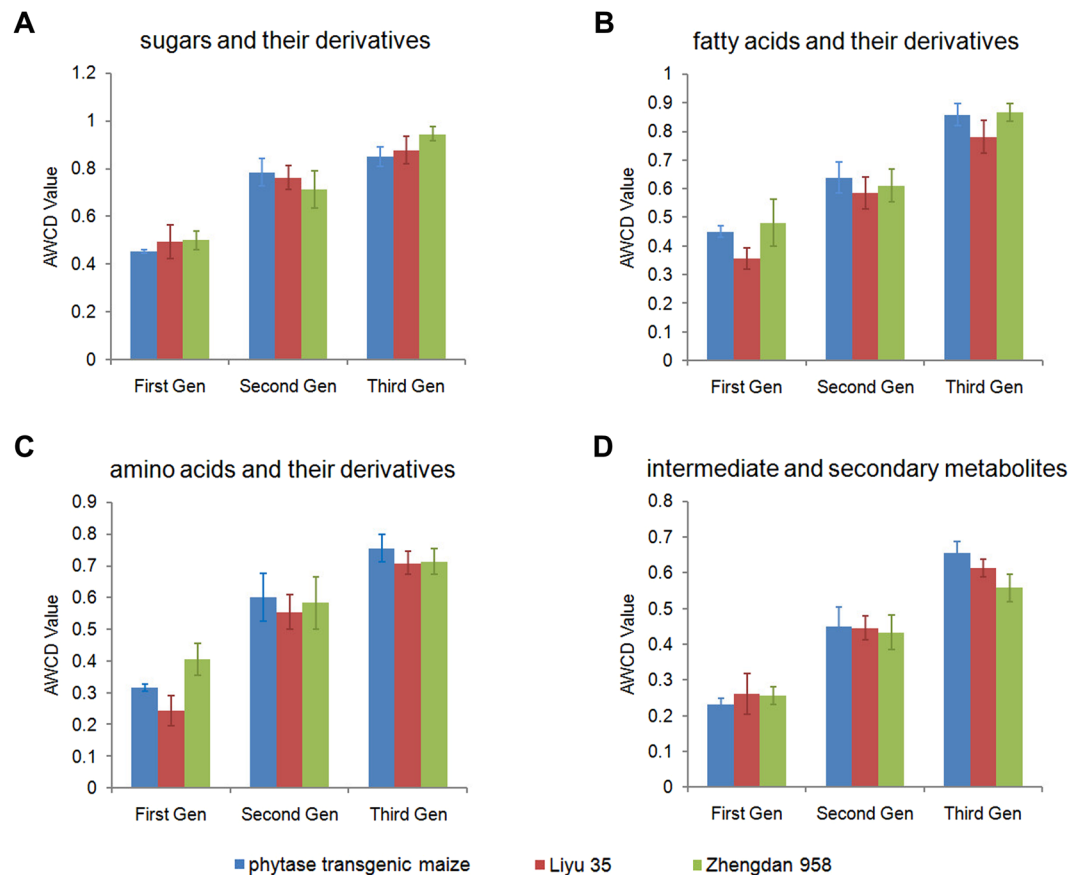 A
sugars and their derivatives
AWCD Value
1.2
1
0.8
0.6
0.4
0.2
0
First Gen
Second Gen
Third Gen
B
fatty acids and their derivatives
AWCD Value
1
0.9
0.8
0.7
0.6
0.5
0.4
0.3
0.2
0.1
0
First Gen
Second Gen
Third Gen
C
amino acids and their derivatives
AWCD Value
0.9
0.8
0.7
0.6
0.5
0.4
0.3
0.2
0.1
0
First Gen
Second Gen
Third Gen
D
intermediate and secondary metabolites
AWCD Value
0.8
0.7
0.6
0.5
0.4
0.3
0.2
0.1
0
First Gen
Second Gen
Third Gen
phytase transgenic maize
Liyu 35
Zhengdan 958